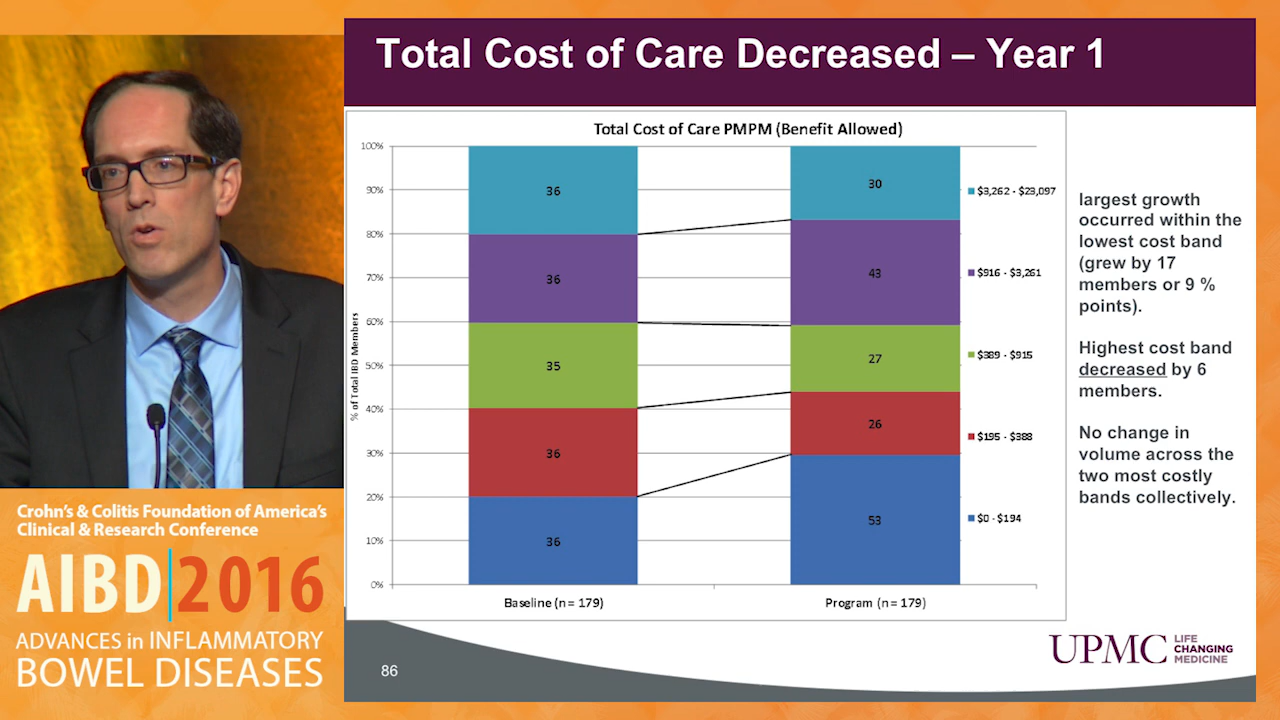 Total Cost of Care Decreased – Year 1
Total Cost of Care PMPM (Benefit Allowed)
% of Total IBD Members
100%
90%
80%
70%
60%
50%
40%
30%
20%
10%
0%
36
36
35
36
36
30
43
27
26
53
$3,262 - $23,097
$916 - $3,261
$389 - $915
$195 - $388
$0 - $194
Baseline (n = 179)
Program (n = 179)
largest growth
occurred within the
lowest cost band
(grew by 17
members or 9 %
points).
Highest cost band
decreased by 6
members.
No change in
volume across the
two most costly
bands collectively.
86
UPMC
LIFE
CHANGING
MEDICINE
Crohn's & Colitis Foundation of America's
Clinical & Research Conference
AIBD 2016
ADVANCES in INFLAMMATORY
BOWEL DISEASES